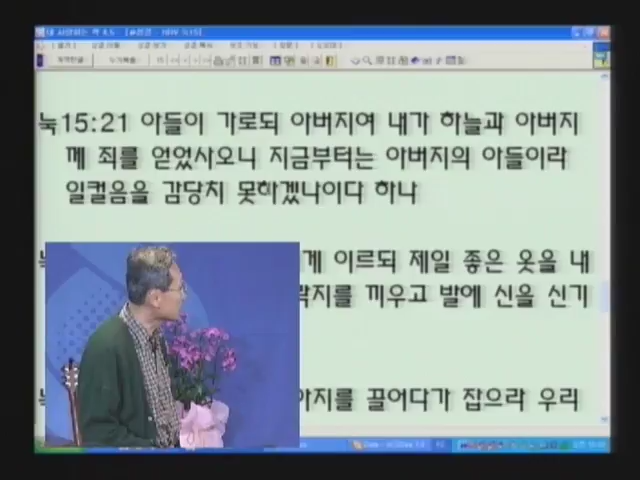 눅15:21 아들이 가로되 아버지여 내가 하늘과 아버지
께 죄를 얻었사오니 지금부터는 아버지의 아들이라
일컬음을 감당치 못하겠나이다 하나
게 이르되 제일 좋은 옷을 내
락지를 끼우고 발에 신을 신기
아지를 끌어다가 잡으라 우리